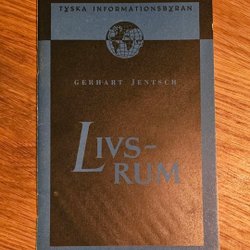 TYSKA INFORMATIONSBYRÅN
GERHART JENTSCH
LIVS-
RUM